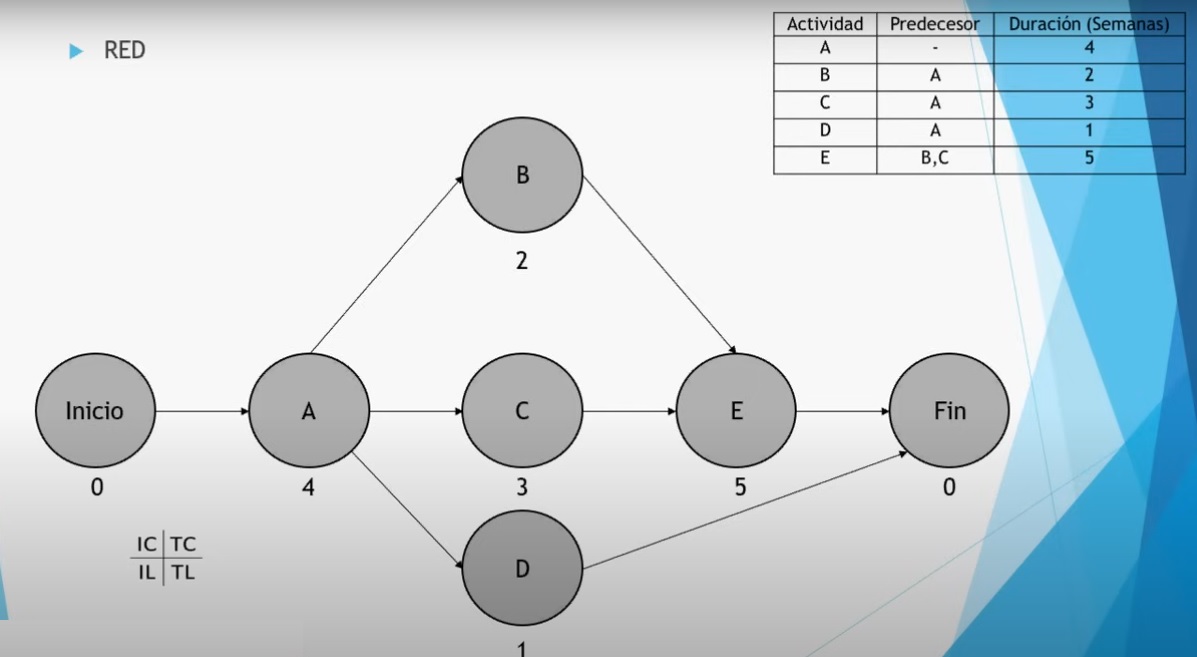 RED
Actividad Predecesor Duración (Semanas)
A - 4
B A 2
C A 3
D A 1
E B,C 5
B
2
Inicio A C E Fin
0 4 3 5 0
IC TC
IL TL
D
1